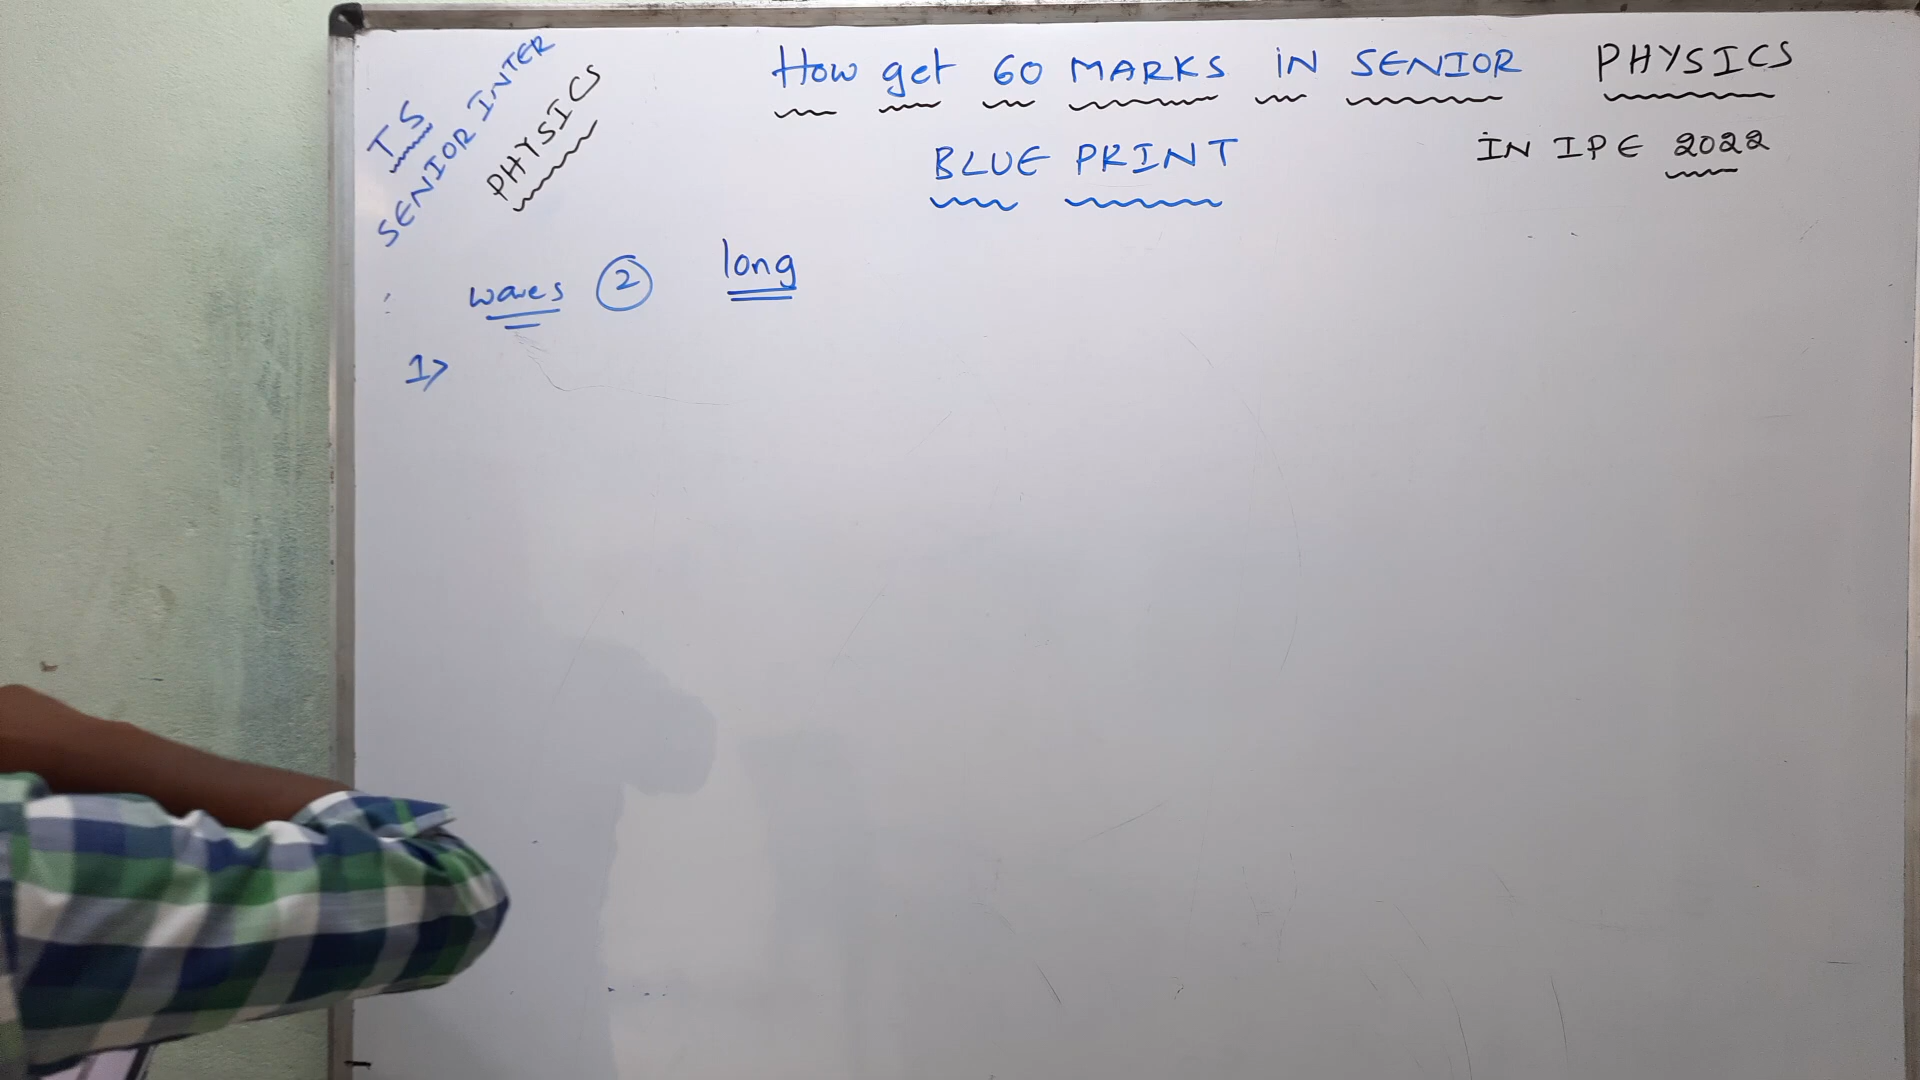 How get 60 MARKS iN SENIOR PHYSICS
BLUE PRINT IN IPE 2022
TS
SENIOR INTER
PHYSICS
waves 2 long
1>